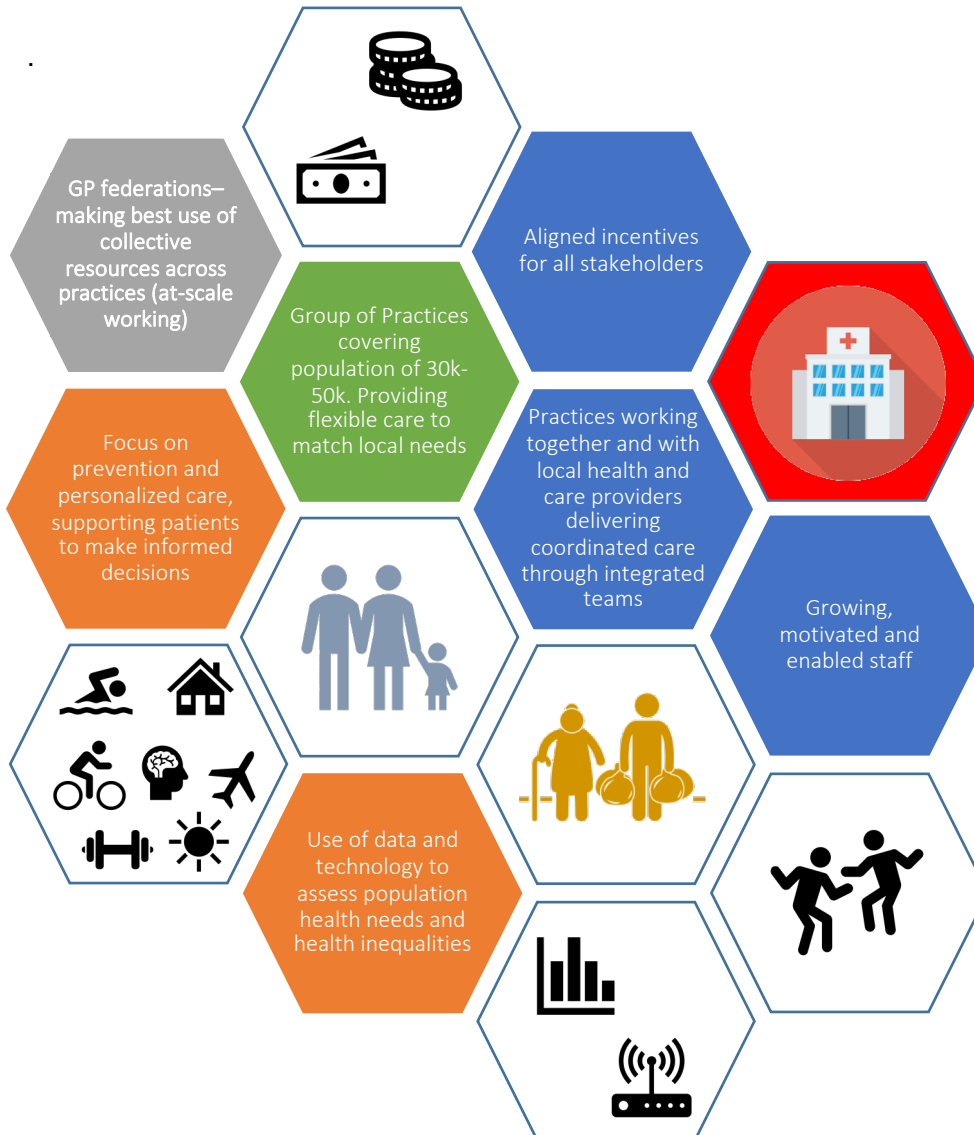 .
GP federations–
making best use of
collective
resources across
practices (at-scale
working)
Aligned incentives
for all stakeholders
Group of Practices
covering
population of 30k-
50k. Providing
flexible care to
match local needs
Focus on
prevention and
personalized care,
supporting patients
to make informed
decisions
Practices working
together and with
local health and
care providers
delivering
coordinated care
through integrated
teams
Growing,
motivated and
enabled staff
Use of data and
technology to
assess population
health needs and
health inequalities